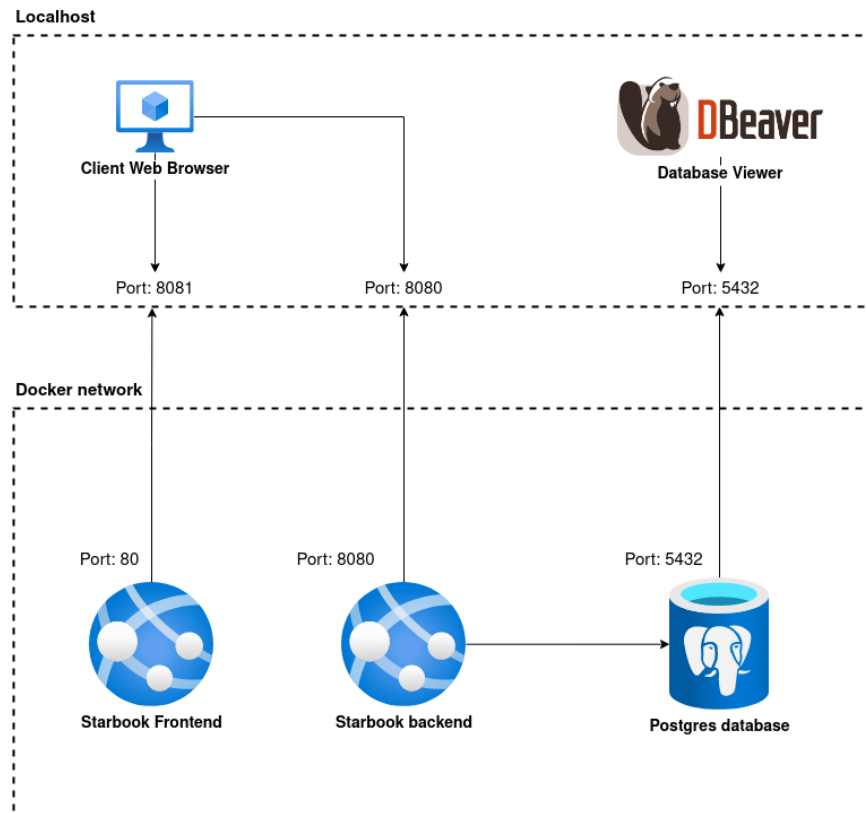 Localhost
DBeaver
Client Web Browser
Database Viewer
Port: 8081
Port: 8080
Port: 5432
Docker network
Port: 80
Port: 8080
Port: 5432
Starbook Frontend
Starbook backend
Postgres database